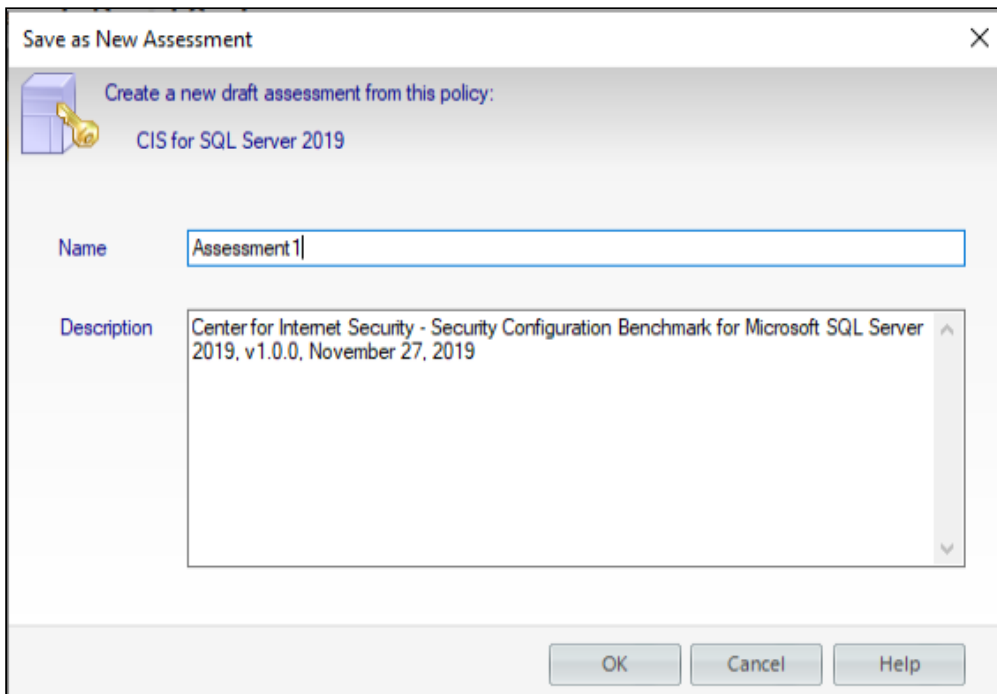 Save as New Assessment
Create a new draft assessment from this policy:
CIS for SQL Server 2019
Name
Assessment1
Description
Center for Internet Security - Security Configuration Benchmark for Microsoft SQL Server
2019, v1.0.0, November 27, 2019
OK
Cancel
Help